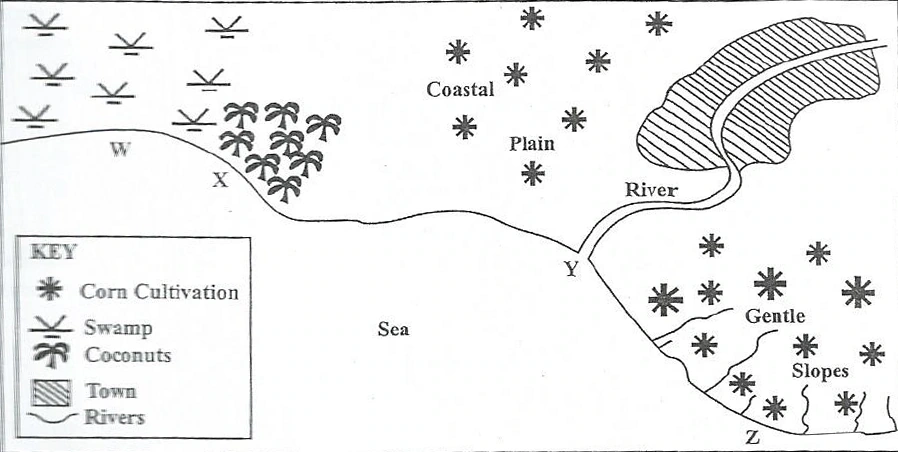 Coastal
Plain
River
W
X
Y
KEY
Corn Cultivation
Swamp
Coconuts
Town
Rivers
Sea
Gentle
Slopes
Z